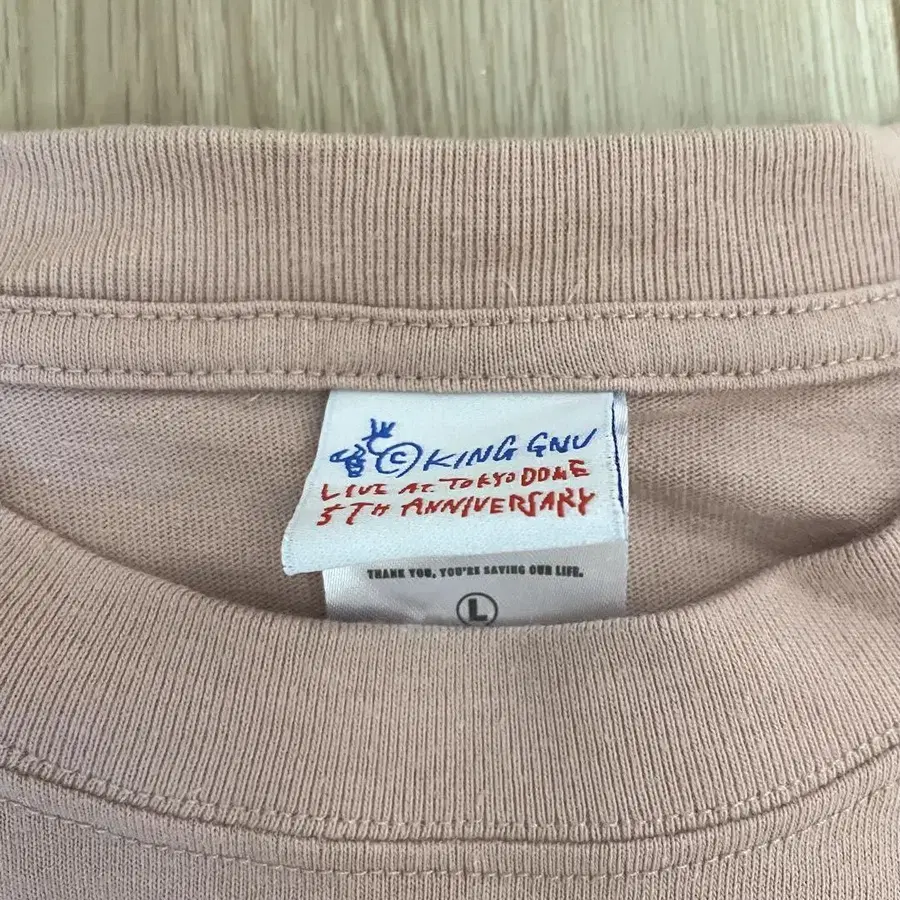 © KING GNU
LIVE AT TOKYO DOME
5TH ANNIVERSARY
THANK YOU, YOU'RE SAVING OUR LIFE.
L